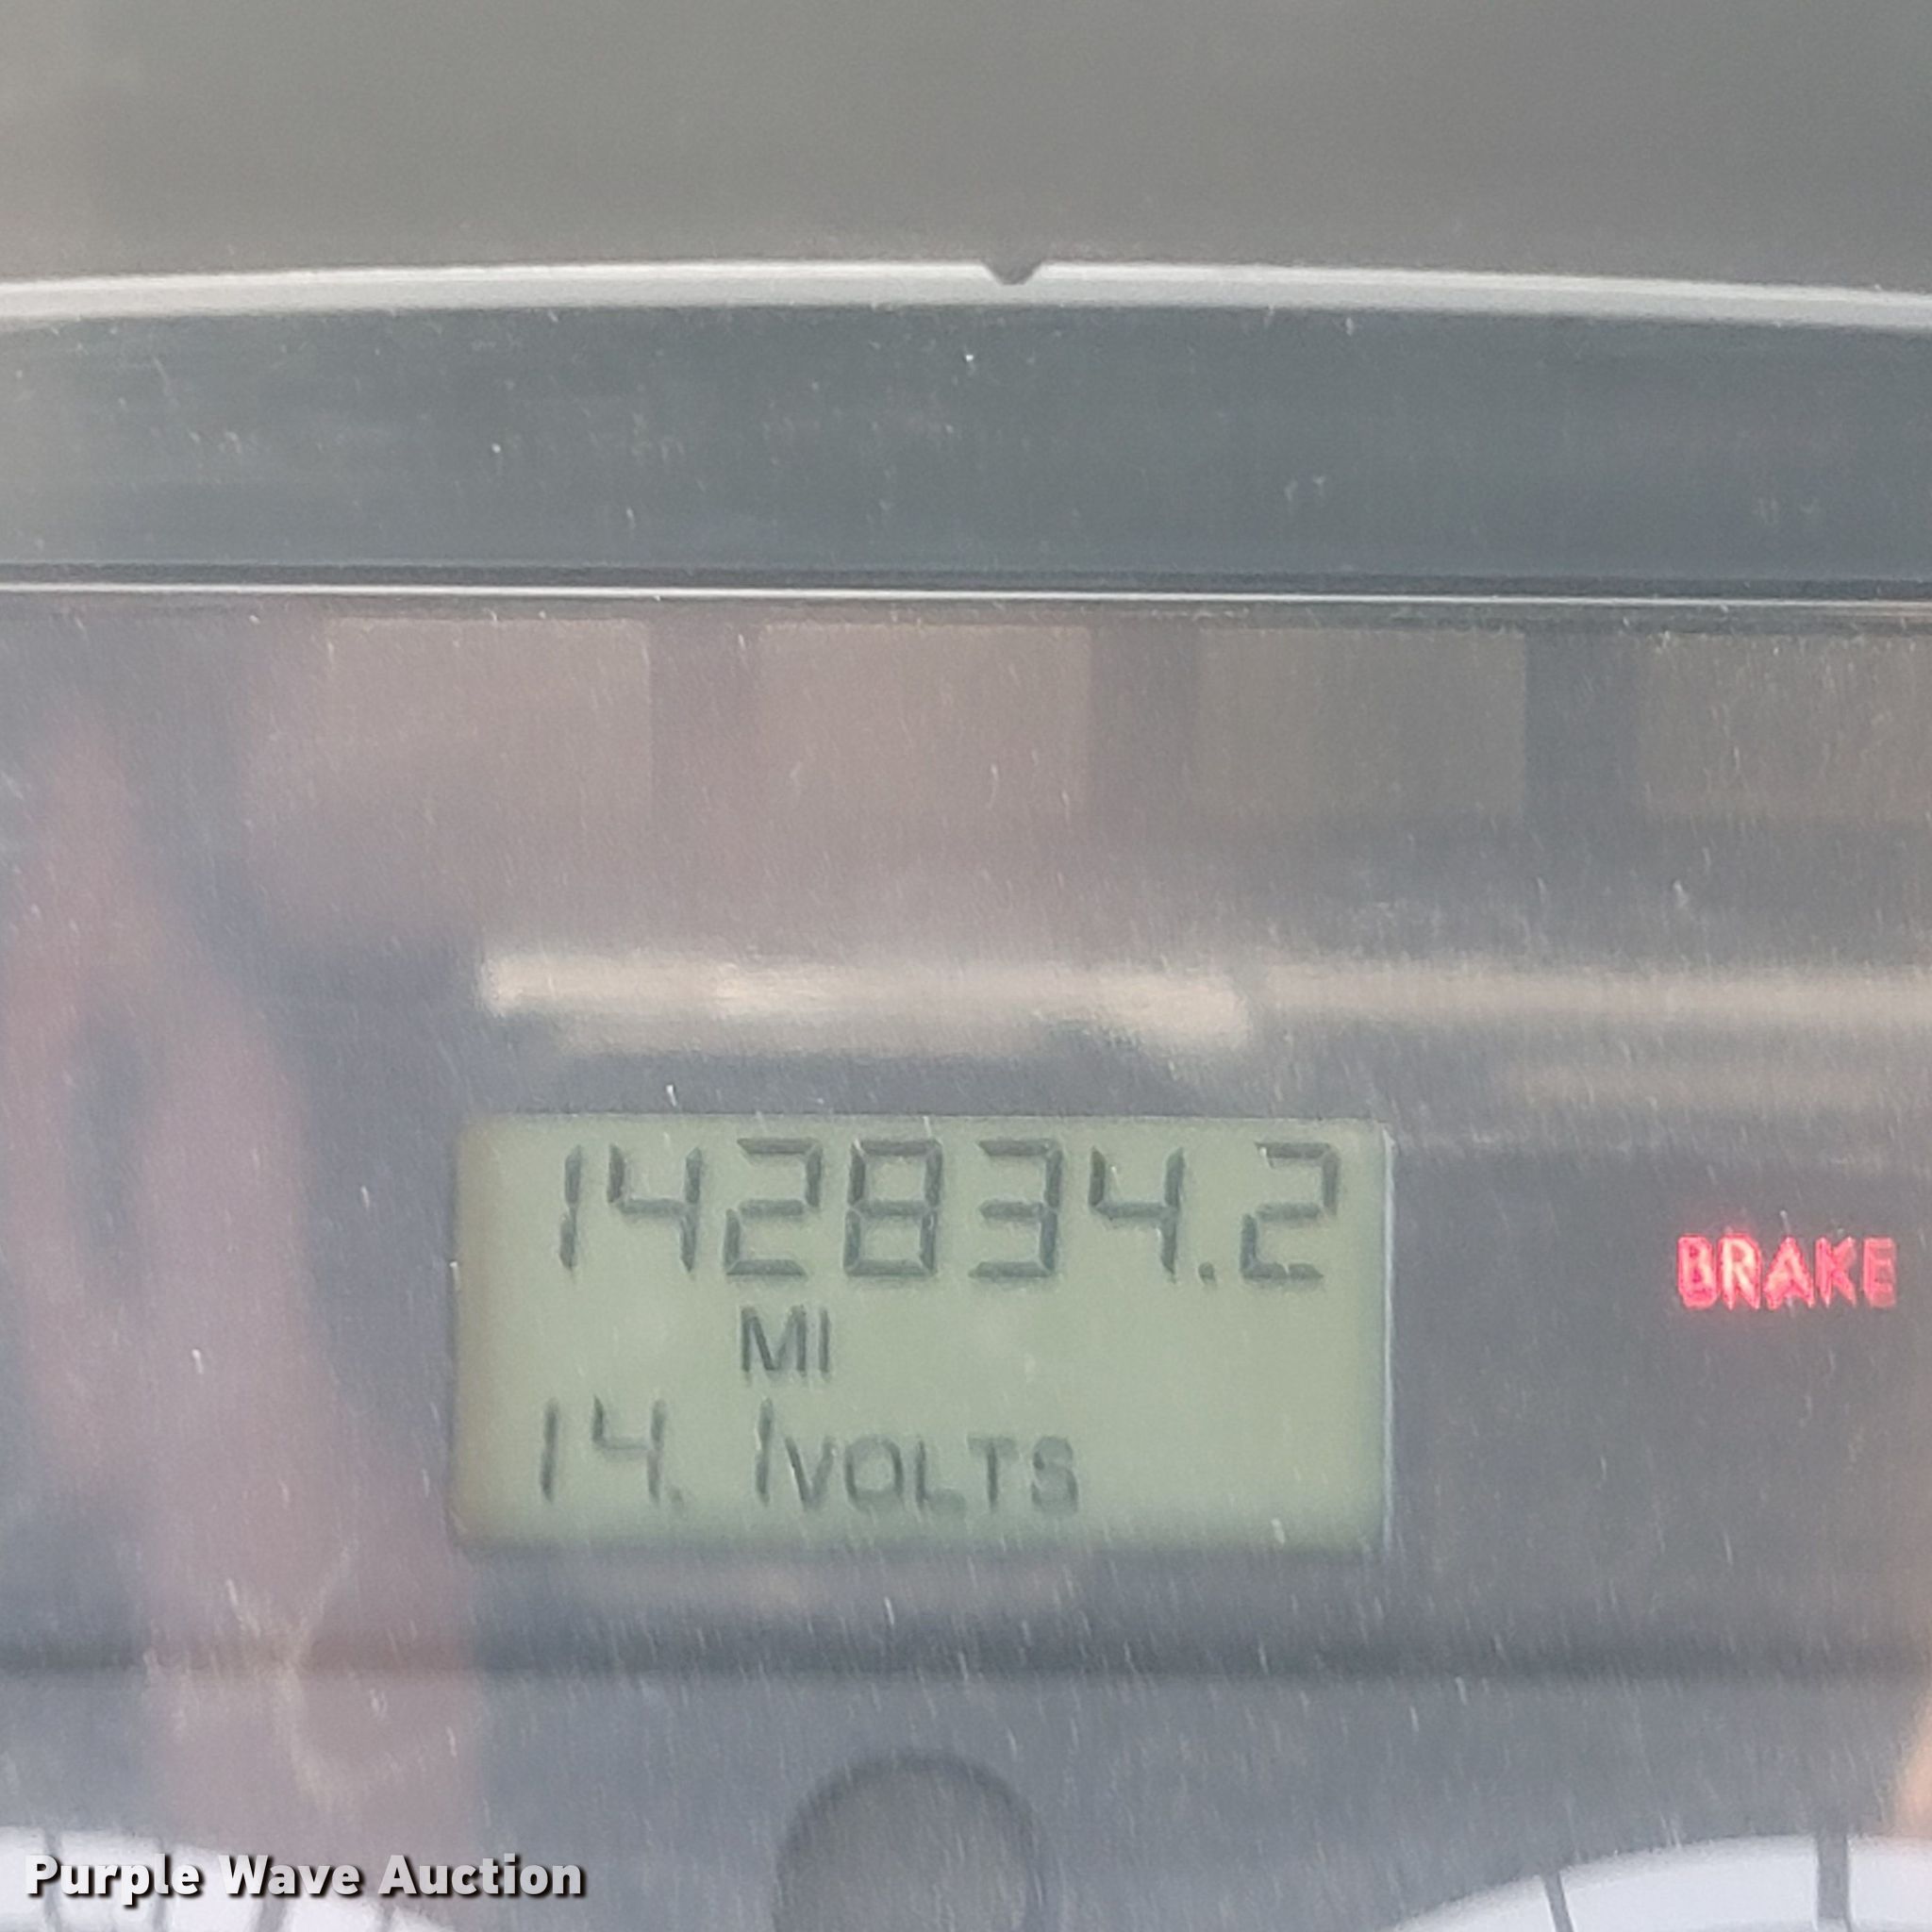 142834.2
MI
14.1VOLTS
BRAKE
Purple Wave Auction